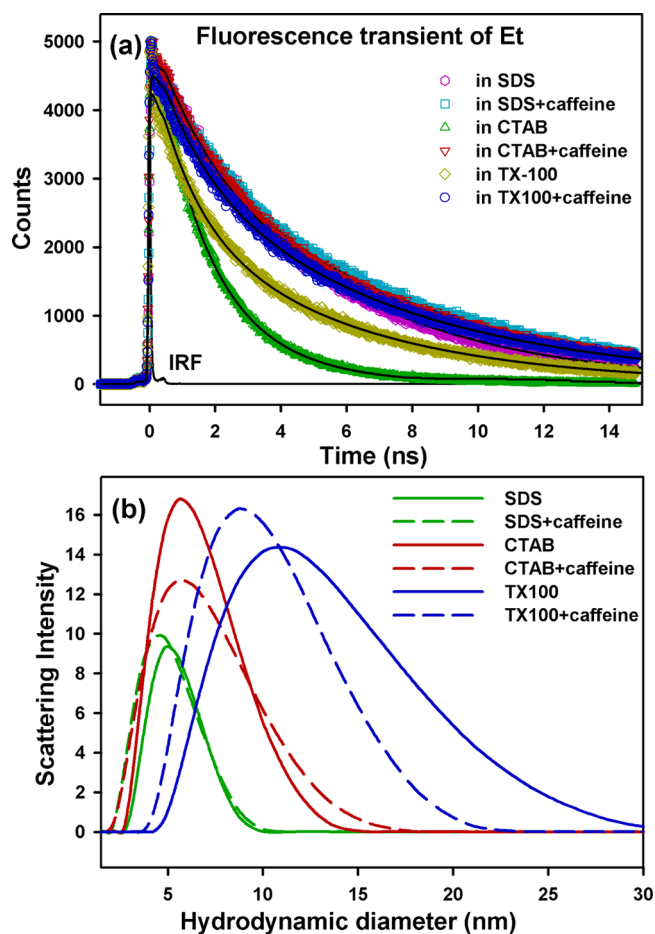 (a) Fluorescence transient of Et
in SDS
in SDS+caffeine
in CTAB
in CTAB+caffeine
in TX-100
in TX100+caffeine
5000
4000
3000
2000
1000
0
Counts
IRF
0 2 4 6 8 10 12 14
Time (ns)
(b)
SDS
SDS+caffeine
CTAB
CTAB+caffeine
TX100
TX100+caffeine
16
14
12
10
8
6
4
2
0
Scattering Intensity
5 10 15 20 25 30
Hydrodynamic diameter (nm)